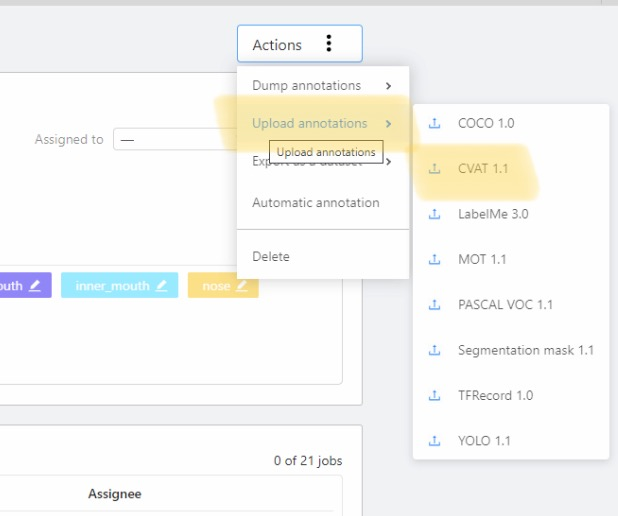 Actions
Dump annotations
Upload annotations
Upload annotations
Export as a dataset
Automatic annotation
Delete
COCO 1.0
CVAT 1.1
LabelMe 3.0
MOT 1.1
PASCAL VOC 1.1
Segmentation mask 1.1
TFRecord 1.0
YOLO 1.1
Assigned to
—
outh
inner_mouth
nose
0 of 21 jobs
Assignee